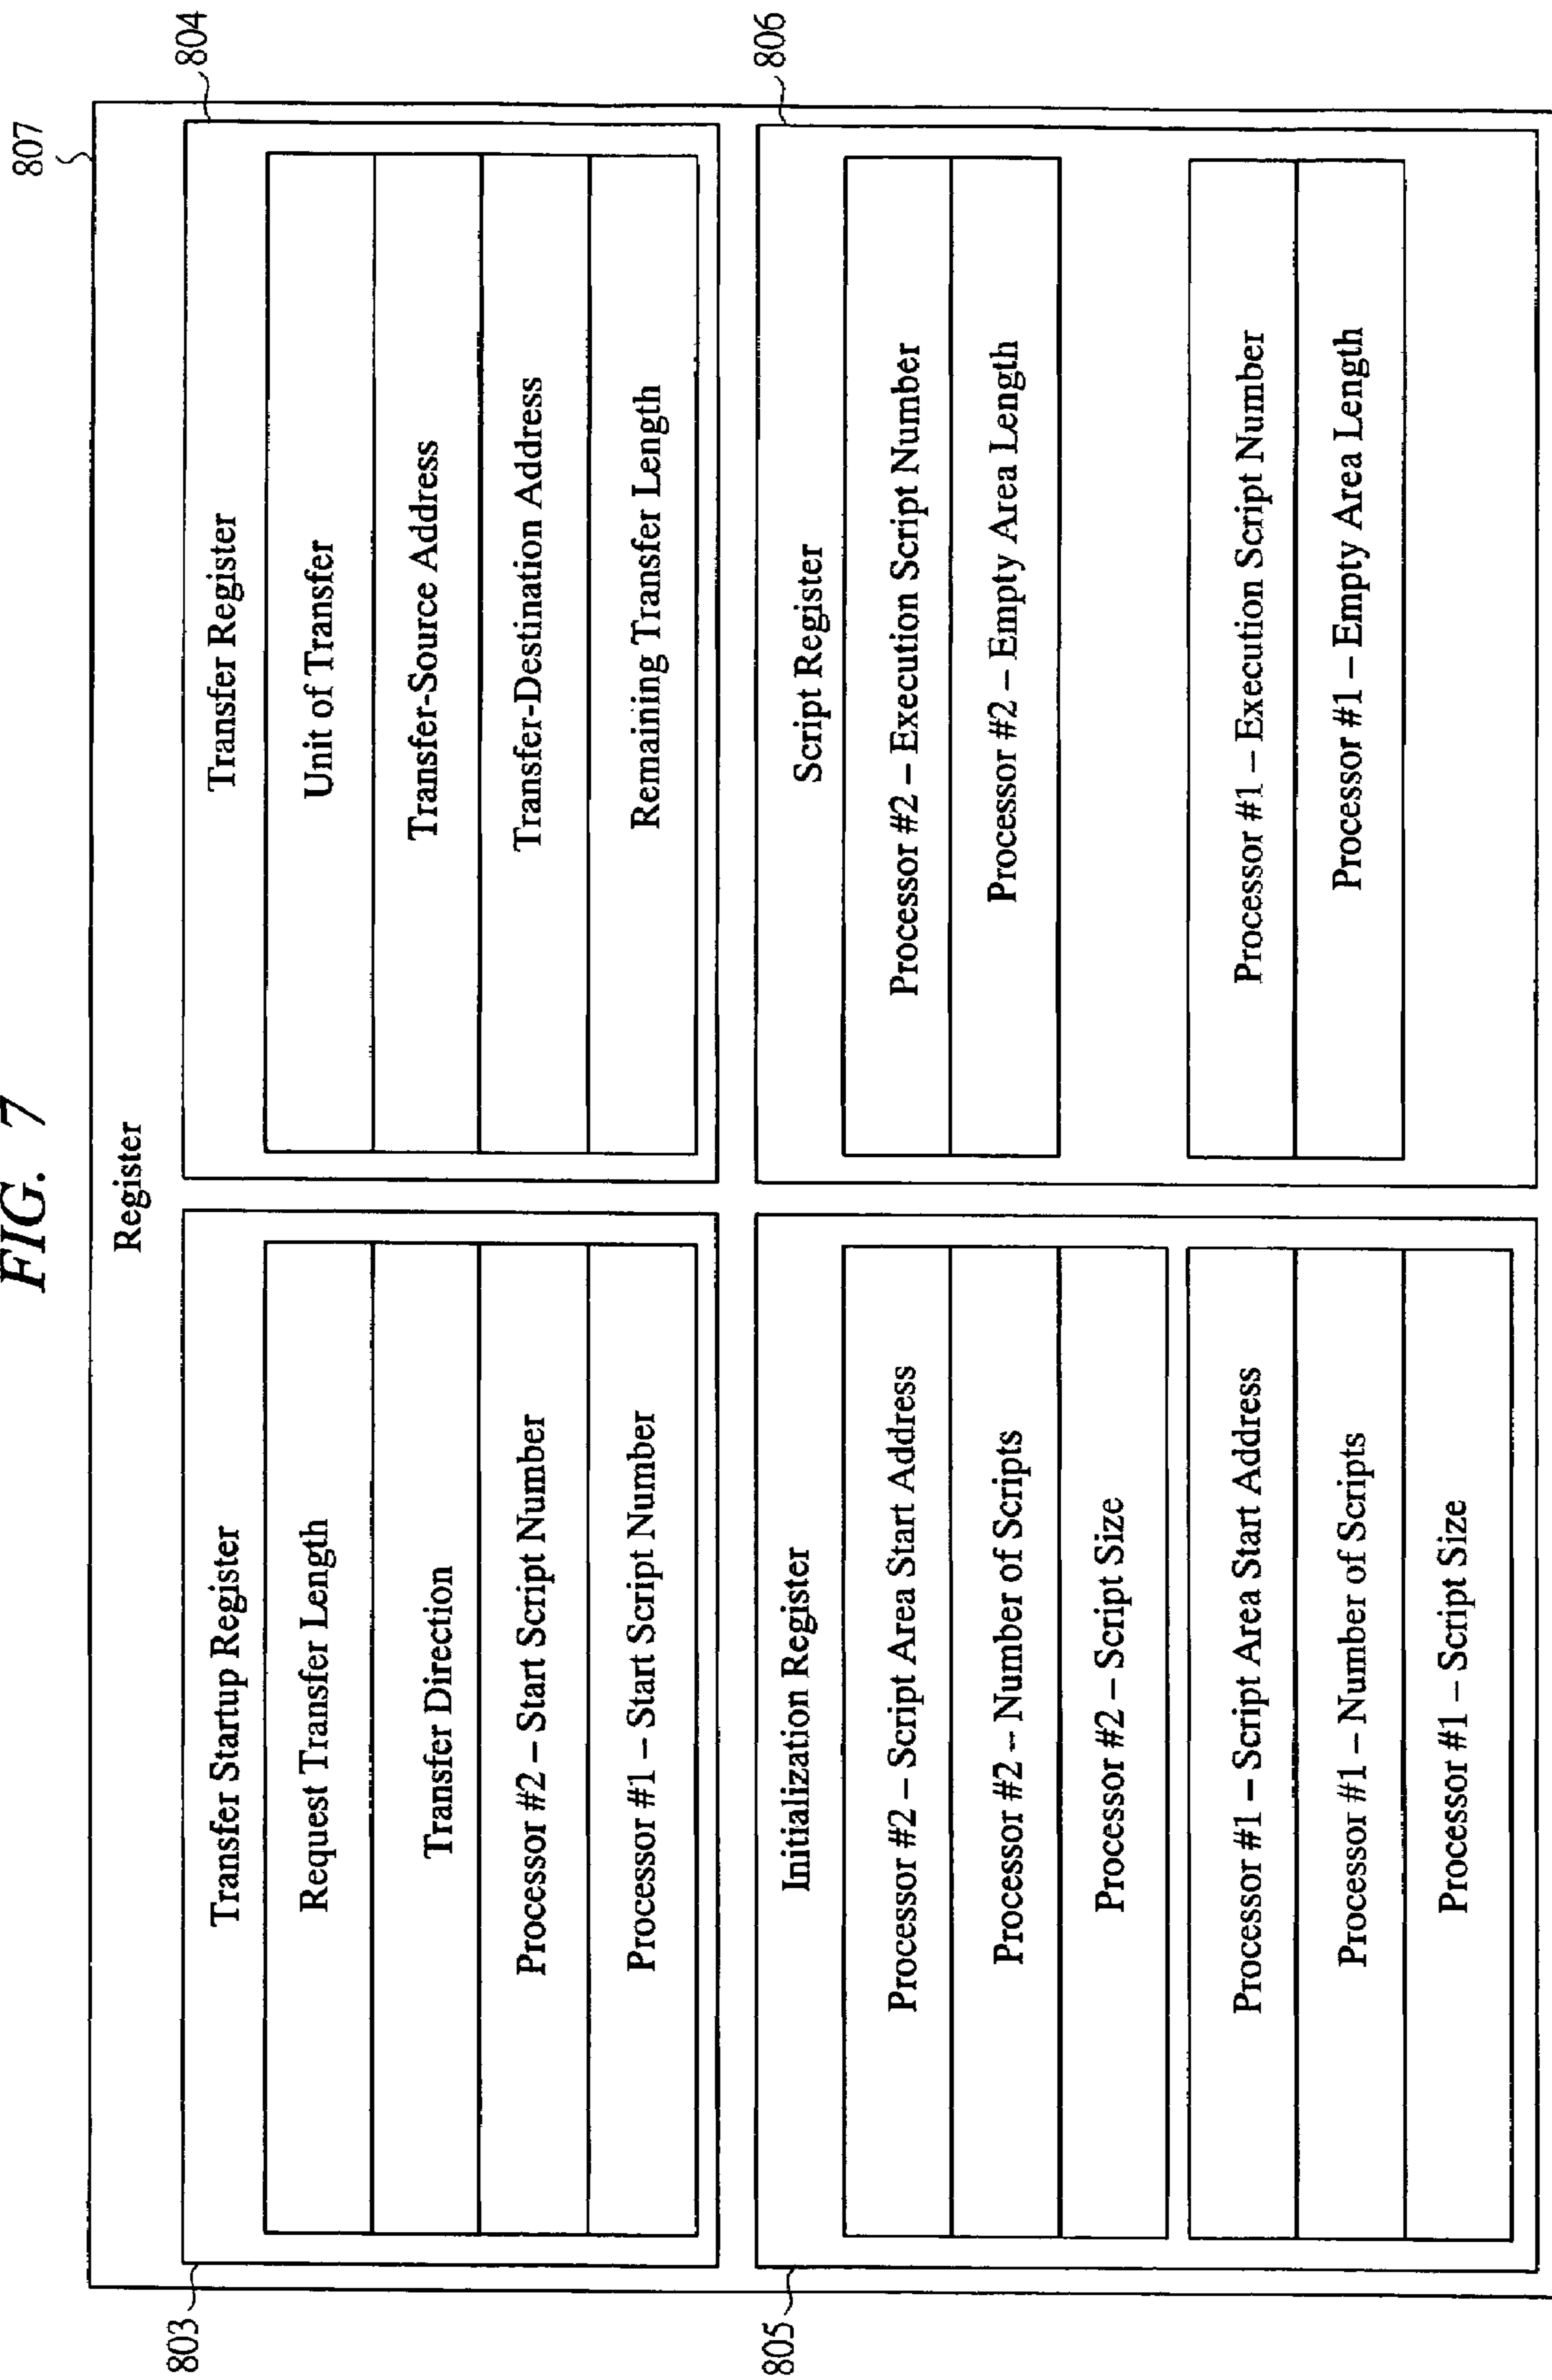 FIG. 7
807
Register
803
Transfer Startup Register
Request Transfer Length
Transfer Direction
Processor #2 – Start Script Number
Processor #1 – Start Script Number
804
Transfer Register
Unit of Transfer
Transfer-Source Address
Transfer-Destination Address
Remaining Transfer Length
805
Initialization Register
Processor #2 – Script Area Start Address
Processor #2 – Number of Scripts
Processor #2 – Script Size
Processor #1 – Script Area Start Address
Processor #1 – Number of Scripts
Processor #1 – Script Size
806
Script Register
Processor #2 – Execution Script Number
Processor #2 – Empty Area Length
Processor #1 – Execution Script Number
Processor #1 – Empty Area Length